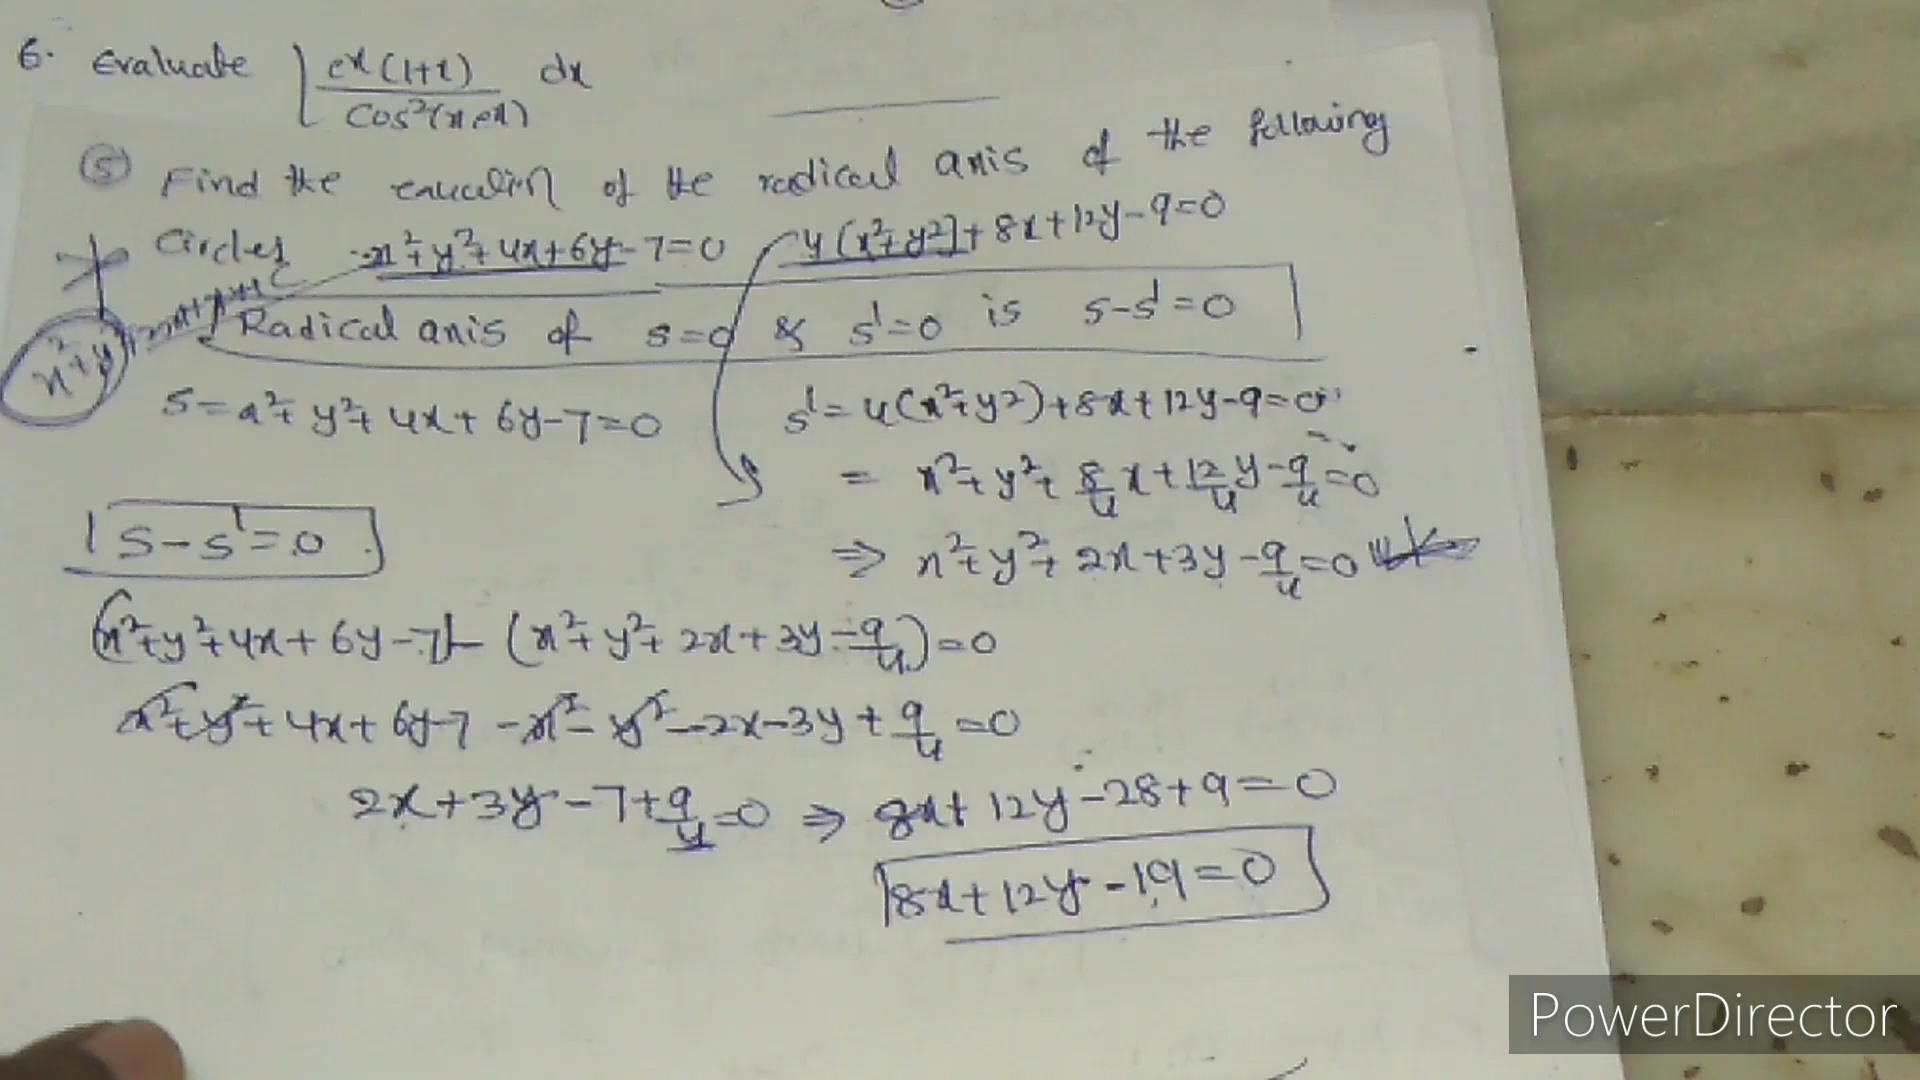 6. Evaluate ∫ e^x(1+x)/Cos²(x e^x) dx
⑤ Find the equation of the radical axis of the following
Circles x²+y²+4x+6y-7=0 4(x²+y²)+8x+12y-9=0
Radical axis of s=0 & s'=0 is s-s'=0
x²+y²
S=x²+y²+4x+6y-7=0 s'=4(x²+y²)+8x+12y-9=0
= x²+y²+8/4x+12/4y-9/4=0
S-s'=0
⇒ x²+y²+2x+3y-9/4=0
(x²+y²+4x+6y-7)-(x²+y²+2x+3y-9/4)=0
x²+y²+4x+6y-7-x²-y²-2x-3y+9/4=0
2x+3y-7+9/4=0 ⇒ 8x+12y-28+9=0
8x+12y-19=0
PowerDirector